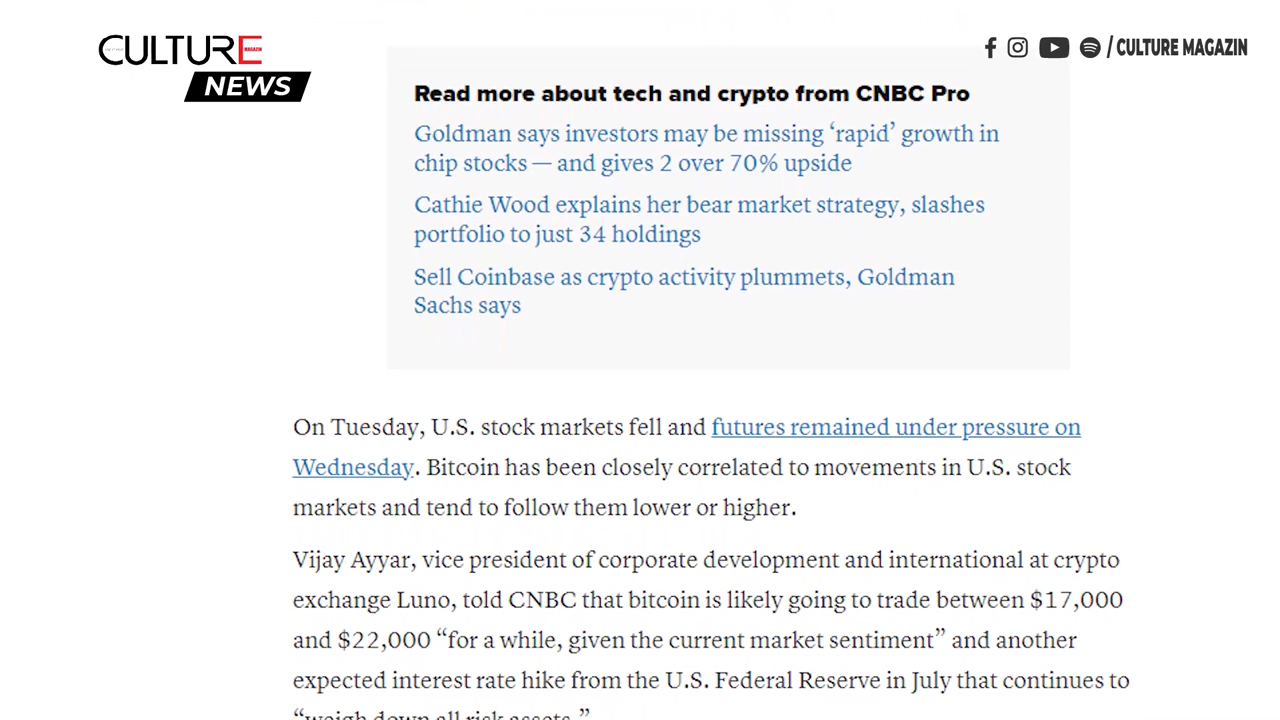 CULTURE MAGAZIN
NEWS
/ CULTURE MAGAZIN
Read more about tech and crypto from CNBC Pro
Goldman says investors may be missing ‘rapid’ growth in
chip stocks — and gives 2 over 70% upside
Cathie Wood explains her bear market strategy, slashes
portfolio to just 34 holdings
Sell Coinbase as crypto activity plummets, Goldman
Sachs says
On Tuesday, U.S. stock markets fell and futures remained under pressure on
Wednesday. Bitcoin has been closely correlated to movements in U.S. stock
markets and tend to follow them lower or higher.
Vijay Ayyar, vice president of corporate development and international at crypto
exchange Luno, told CNBC that bitcoin is likely going to trade between $17,000
and $22,000 “for a while, given the current market sentiment” and another
expected interest rate hike from the U.S. Federal Reserve in July that continues to
“weigh down all risk assets.”